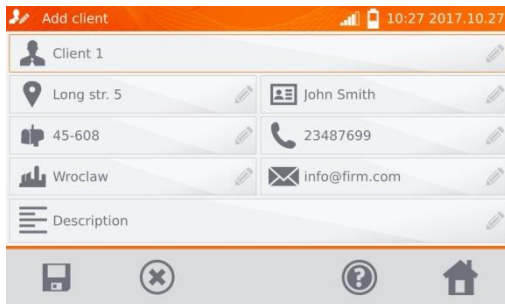 Add client 10:27 2017.10.27
Client 1
Long str. 5 John Smith
45-608 23487699
Wroclaw info@firm.com
Description